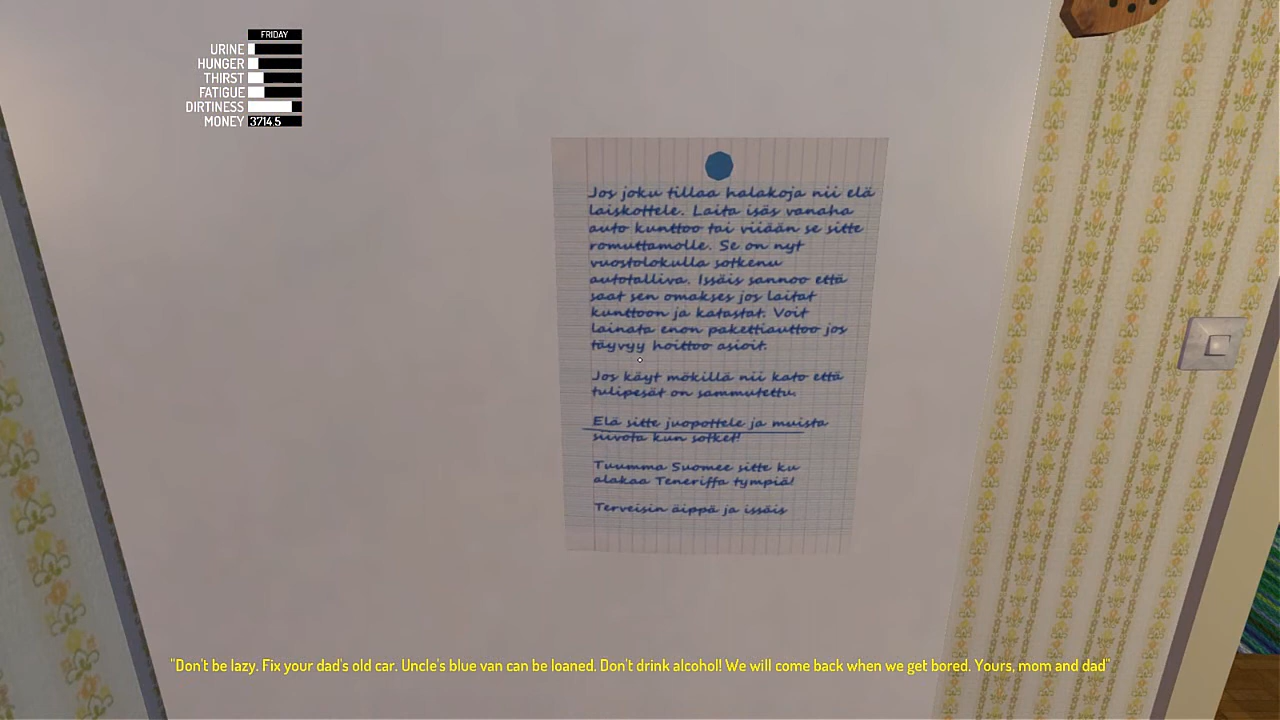 FRIDAY
URINE
HUNGER
THIRST
FATIGUE
DIRTINESS
MONEY 3714.5
Jos joku tillaa halakoja nii elä
laiskottele. Laita isäs vanaha
auto kunttoo tai viiään se sitte
romuttamolle. Se on nyt
vuostolokulla sotkenu
autotalliva. Issäis sannoo että
saat sen omakses jos laitat
kunttoon ja katastat. Voit
lainata enon pakettiauttoo jos
täyvyy hoittoo asioit.
Jos käyt mökillä nii kato että
tulipesät on sammutettu.
Elä sitte juopottele ja muista
siivota kun sotket!
Tuumma Suomee sitte ku
alakaa Teneriffa tympiä!
Terveisin äippä ja issäis
"Don't be lazy. Fix your dad's old car. Uncle's blue van can be loaned. Don't drink alcohol! We will come back when we get bored. Yours, mom and dad"